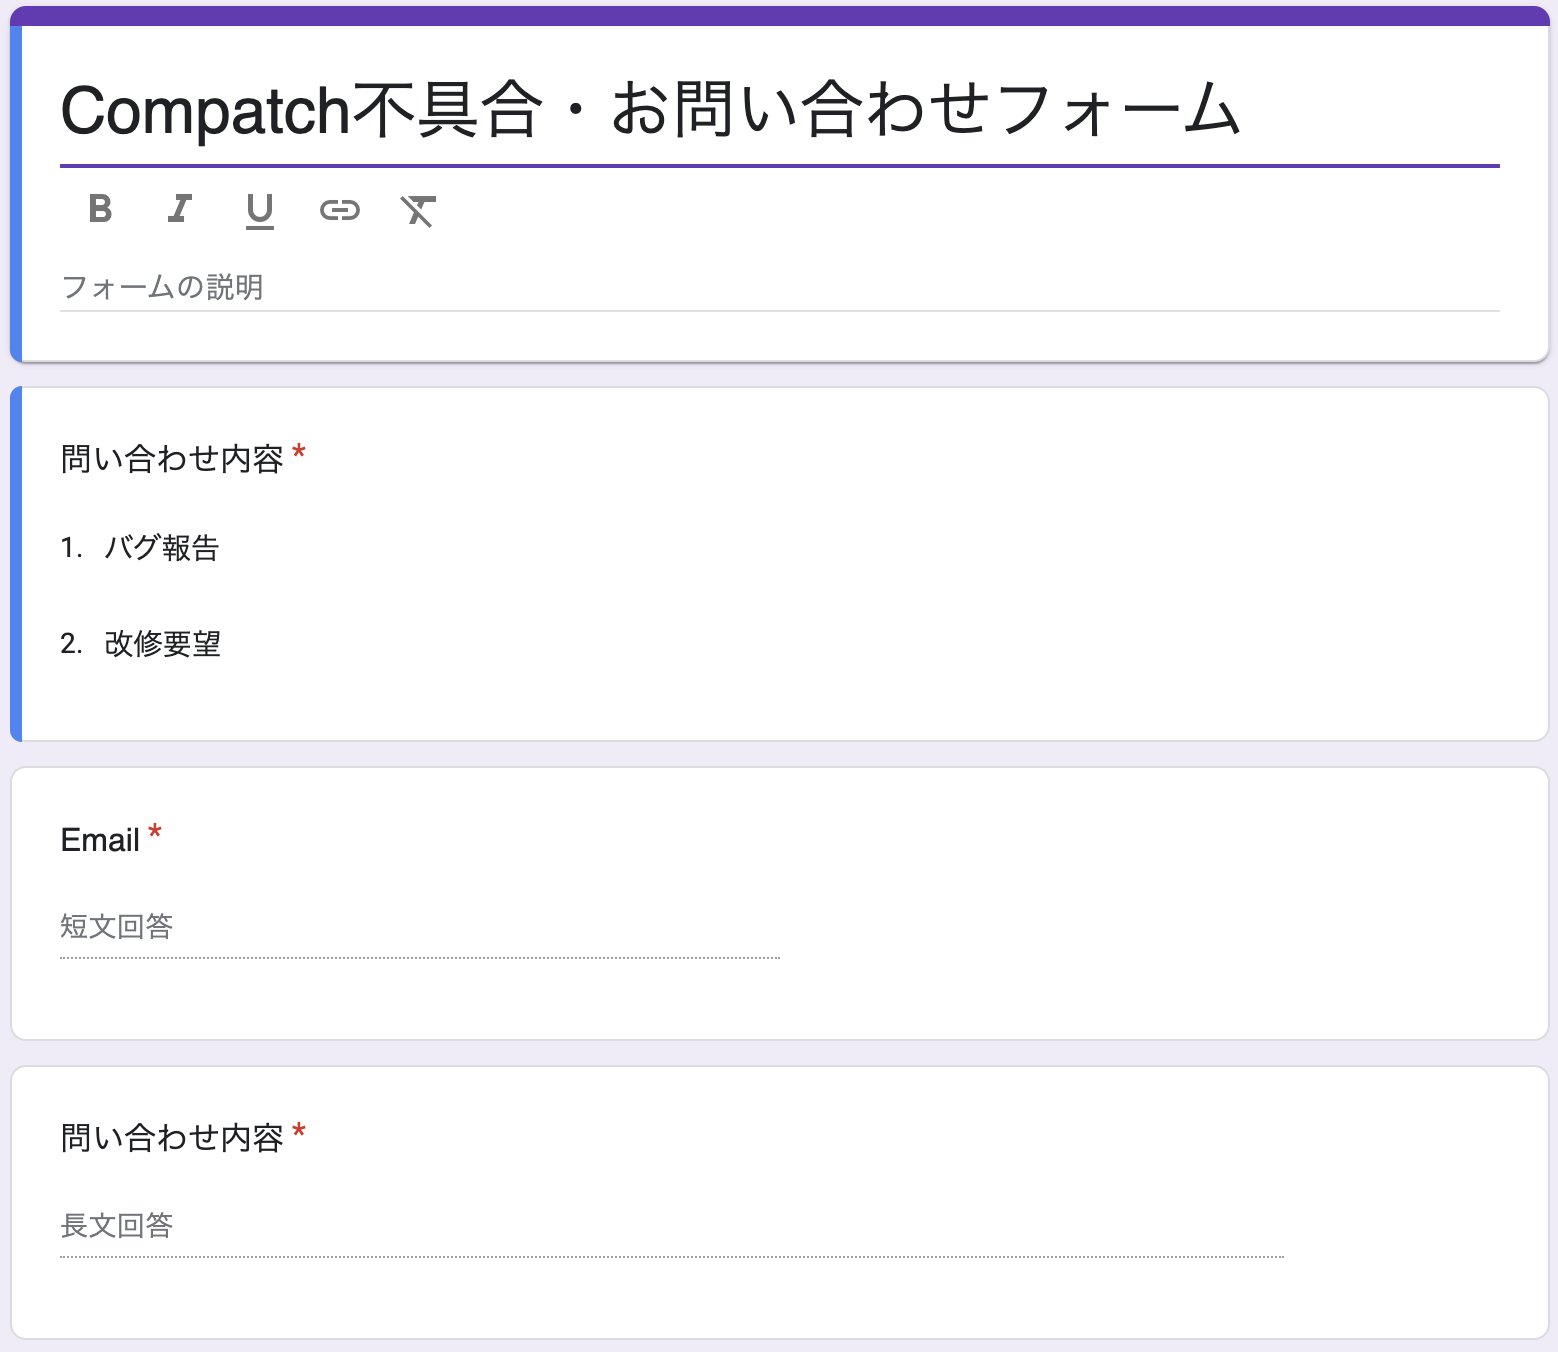 Compatch不具合・お問い合わせフォーム
B I U
フォームの説明
問い合わせ内容 *
1. バグ報告
2. 改修要望
Email *
短文回答
問い合わせ内容 *
長文回答